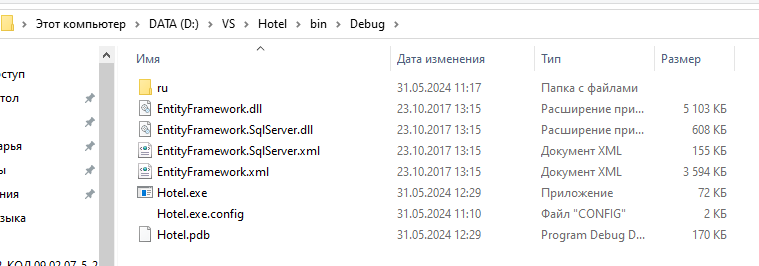 Этот компьютер > DATA (D:) > VS > Hotel > bin > Debug >
Имя Дата изменения Тип Размер
ru 31.05.2024 11:17 Папка с файлами
EntityFramework.dll 23.10.2017 13:15 Расширение при... 5 103 КБ
EntityFramework.SqlServer.dll 23.10.2017 13:15 Расширение при... 608 КБ
EntityFramework.SqlServer.xml 23.10.2017 13:15 Документ XML 155 КБ
EntityFramework.xml 23.10.2017 13:15 Документ XML 3 594 КБ
Hotel.exe 31.05.2024 12:29 Приложение 72 КБ
Hotel.exe.config 31.05.2024 11:10 Файл "CONFIG" 2 КБ
Hotel.pdb 31.05.2024 12:29 Program Debug D... 170 КБ
оступ
тол
арья
ния
зыка